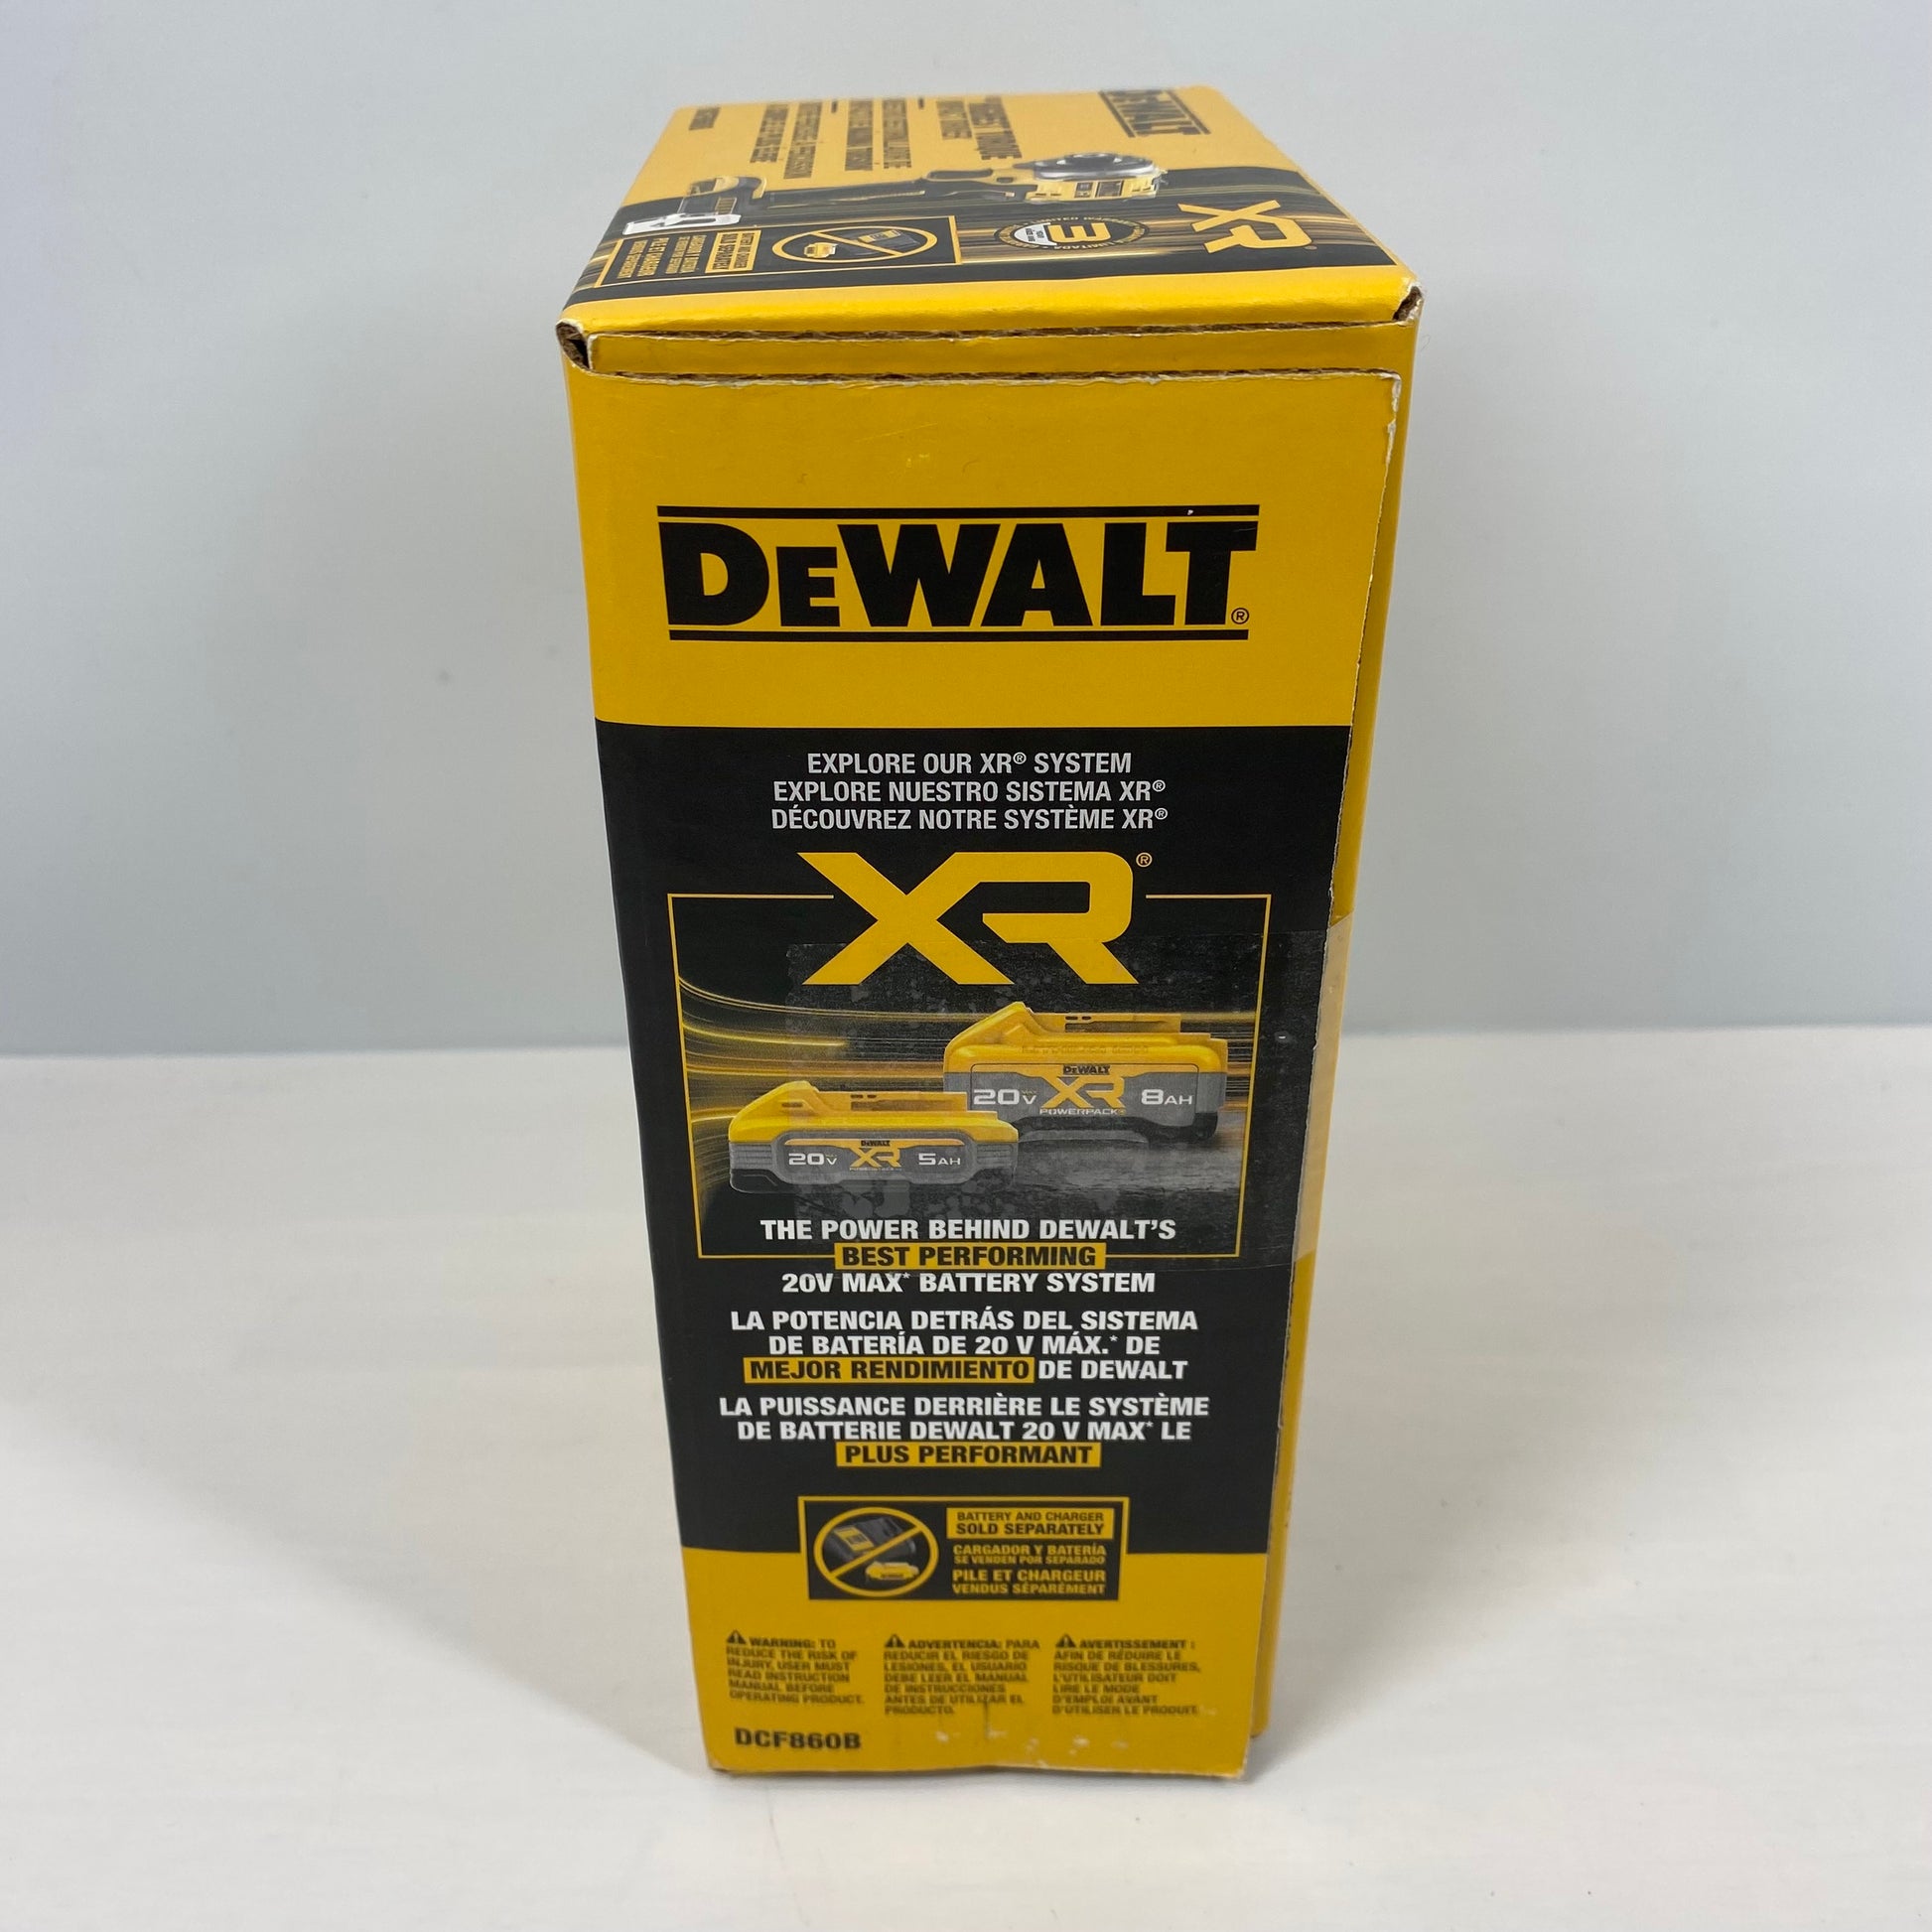 DEWALT
XR®
DEWALT®
EXPLORE OUR XR® SYSTEM
EXPLORE NUESTRO SISTEMA XR®
DÉCOUVREZ NOTRE SYSTÈME XR®
XR®
DEWALT
20V XR 8AH
POWERPACK
DEWALT
20V XR 5AH
THE POWER BEHIND DEWALT'S
BEST PERFORMING
20V MAX* BATTERY SYSTEM
LA POTENCIA DETRÁS DEL SISTEMA
DE BATERÍA DE 20 V MÁX.* DE
MEJOR RENDIMIENTO DE DEWALT
LA PUISSANCE DERRIÈRE LE SYSTÈME
DE BATTERIE DEWALT 20 V MAX* LE
PLUS PERFORMANT
BATTERY AND CHARGER
SOLD SEPARATELY
CARGADOR Y BATERÍA
SE VENDEN POR SEPARADO
PILE ET CHARGEUR
VENDUS SÉPARÉMENT
WARNING: TO
REDUCE THE RISK OF
INJURY, USER MUST
READ INSTRUCTION
MANUAL BEFORE
OPERATING PRODUCT.
ADVERTENCIA: PARA
REDUCIR EL RIESGO DE
LESIONES, EL USUARIO
DEBE LEER EL MANUAL
DE INSTRUCCIONES
ANTES DE UTILIZAR EL
PRODUCTO.
AVERTISSEMENT :
AFIN DE RÉDUIRE LE
RISQUE DE BLESSURES,
L'UTILISATEUR DOIT
LIRE LE MODE
D'EMPLOI AVANT
D'UTILISER LE PRODUIT.
DCF860B